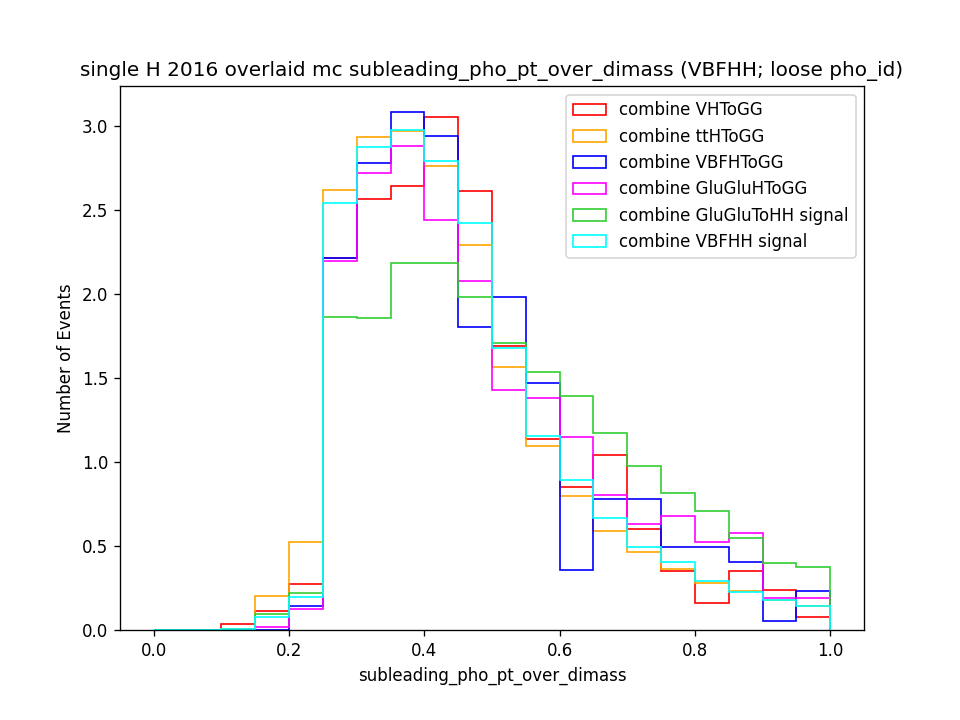 single H 2016 overlaid mc subleading_pho_pt_over_dimass (VBFHH; loose pho_id)
combine VHToGG
combine ttHToGG
combine VBFHToGG
combine GluGluHToGG
combine GluGluToHH signal
combine VBFHH signal
Number of Events
3.0
2.5
2.0
1.5
1.0
0.5
0.0
0.0 0.2 0.4 0.6 0.8 1.0
subleading_pho_pt_over_dimass